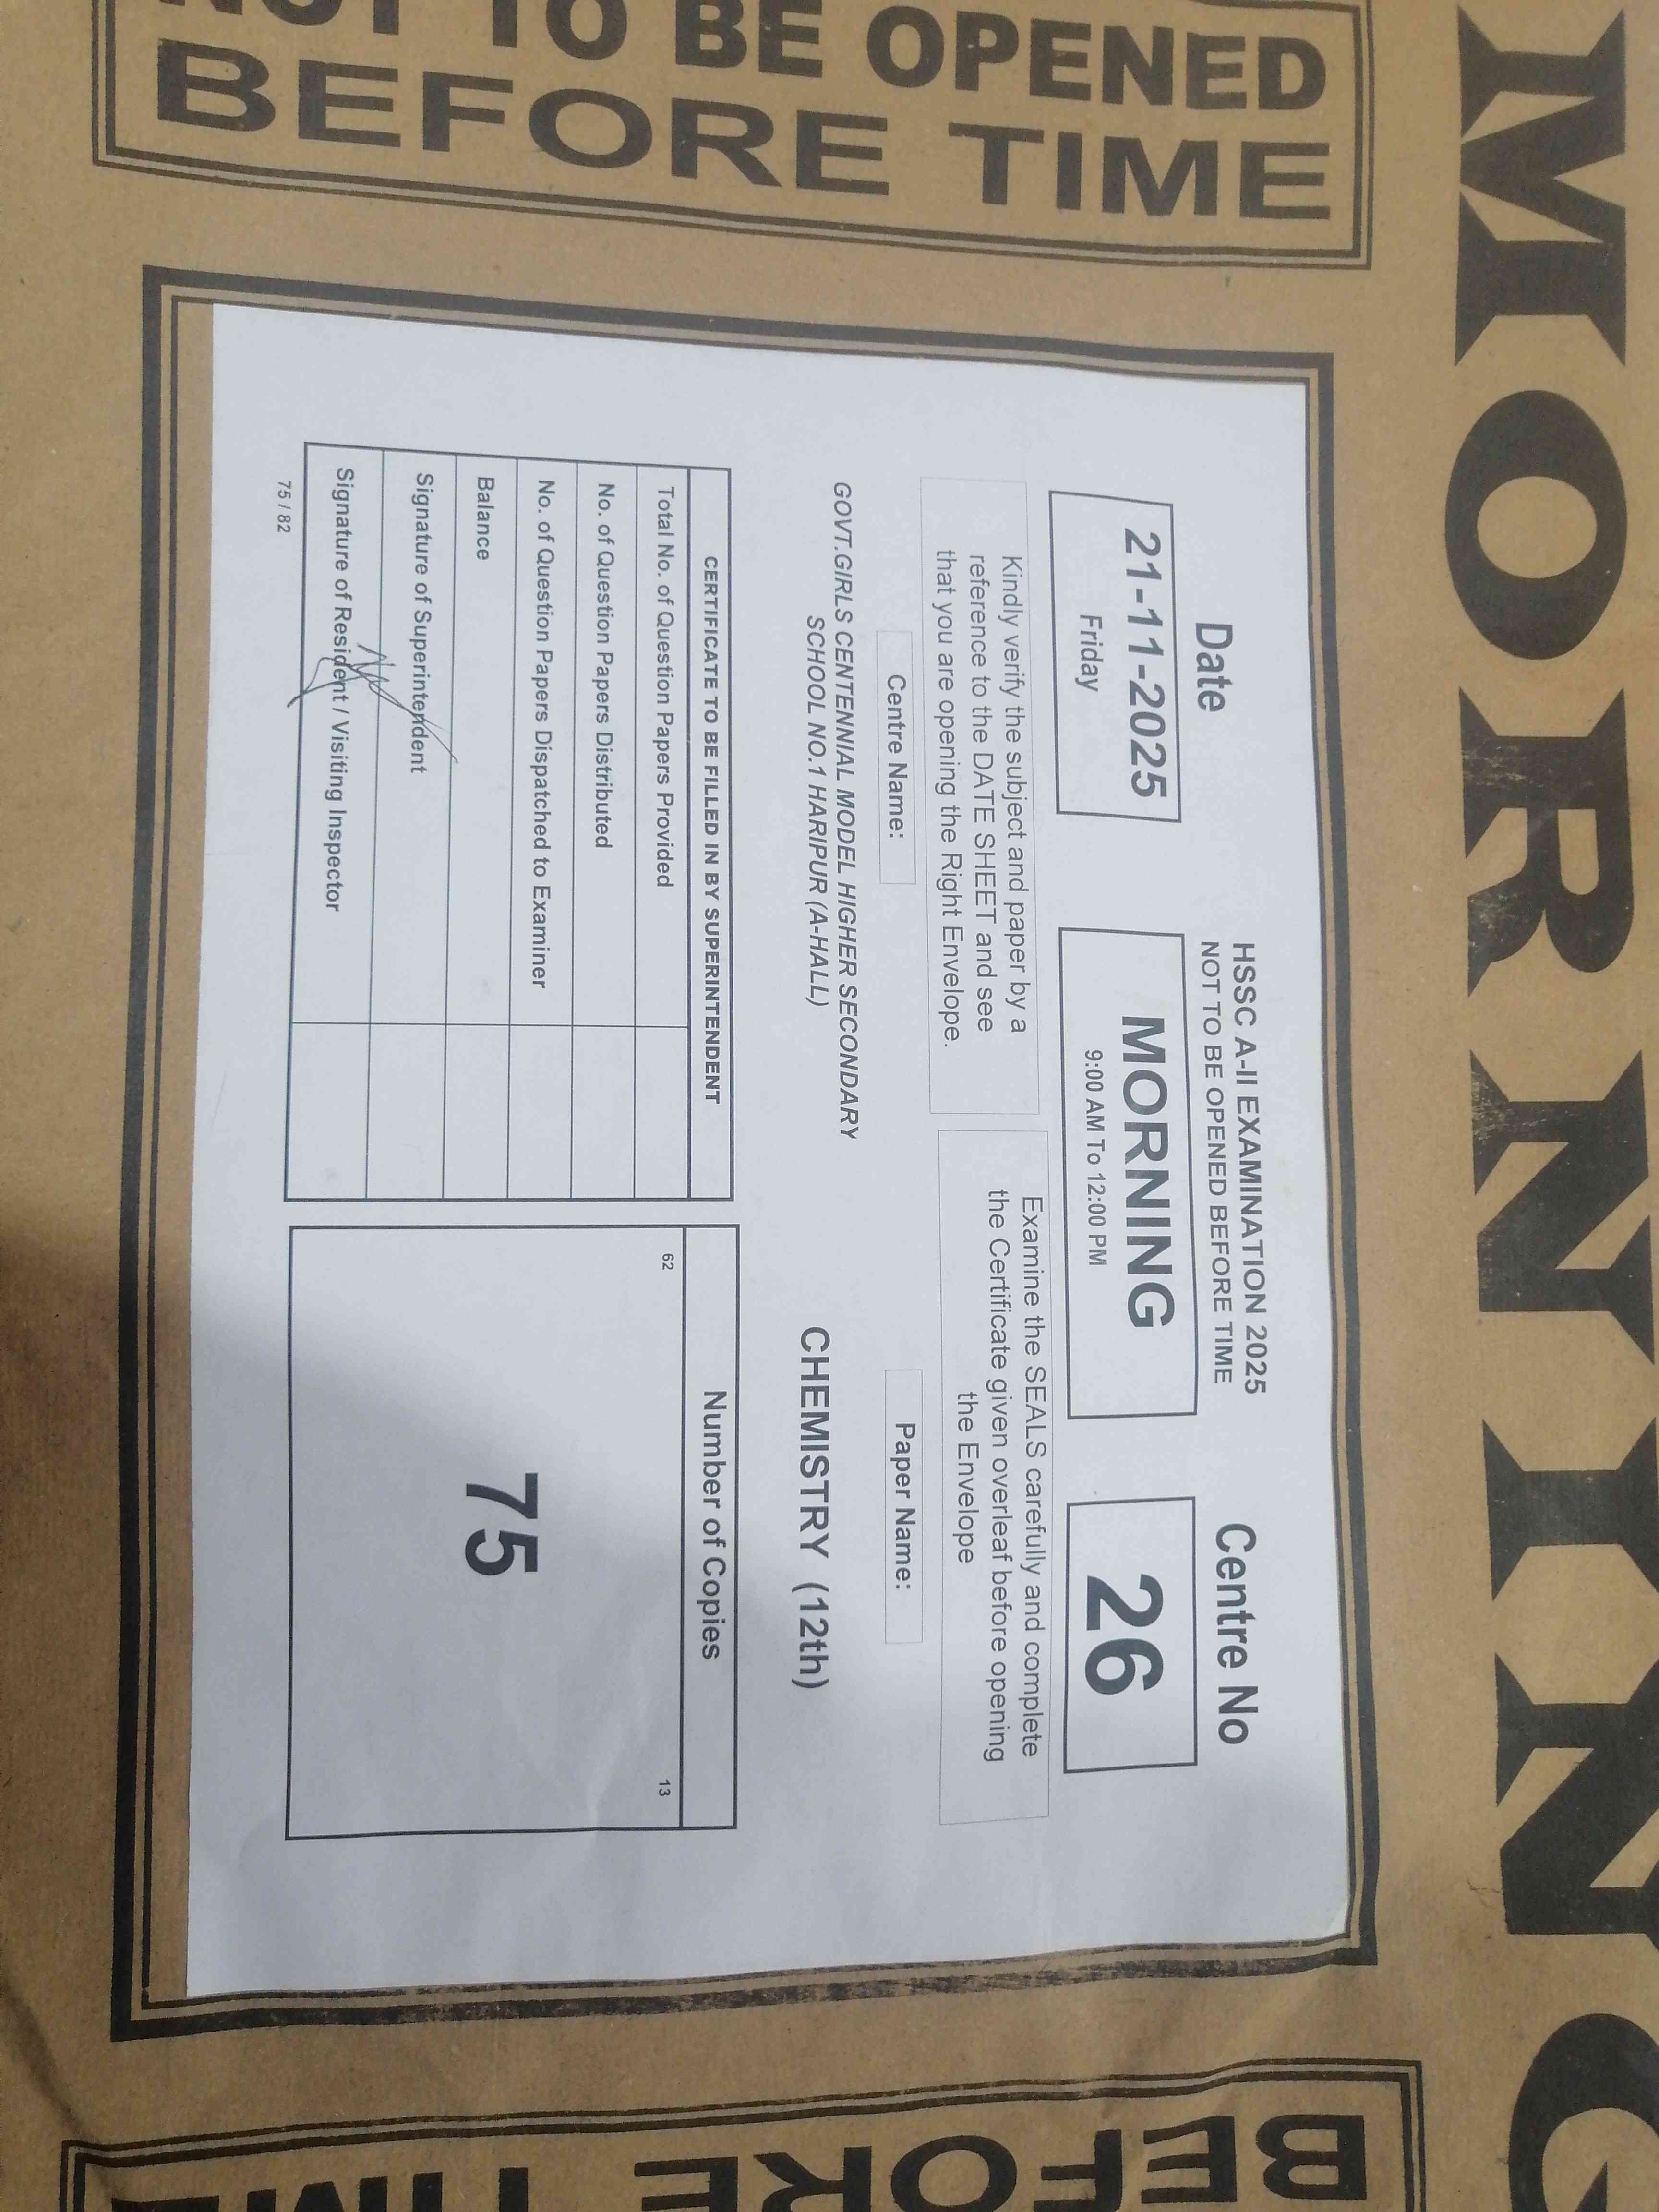 MORNING
NOT TO BE OPENED
BEFORE TIME
HSSC A-II EXAMINATION 2025
NOT TO BE OPENED BEFORE TIME
Date
21-11-2025
Friday
MORNING
9:00 AM To 12:00 PM
Centre No
26
Kindly verify the subject and paper by a
reference to the DATE SHEET and see
that you are opening the Right Envelope.
Examine the SEALS carefully and complete
the Certificate given overleaf before opening
the Envelope
Centre Name:
GOVT.GIRLS CENTENNIAL MODEL HIGHER SECONDARY
SCHOOL NO.1 HARIPUR (A-HALL)
Paper Name:
CHEMISTRY (12th)
CERTIFICATE TO BE FILLED IN BY SUPERINTENDENT
Total No. of Question Papers Provided
No. of Question Papers Distributed
No. of Question Papers Dispatched to Examiner
Balance
Signature of Superintendent
Signature of Resident / Visiting Inspector
75 / 82
Number of Copies
62
13
75
BEFORE
TIME